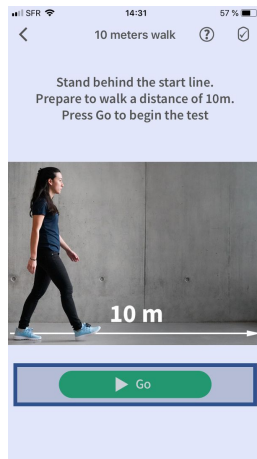 SFR 14:31 57 %
10 meters walk ?
Stand behind the start line.
Prepare to walk a distance of 10m.
Press Go to begin the test
10 m
Go